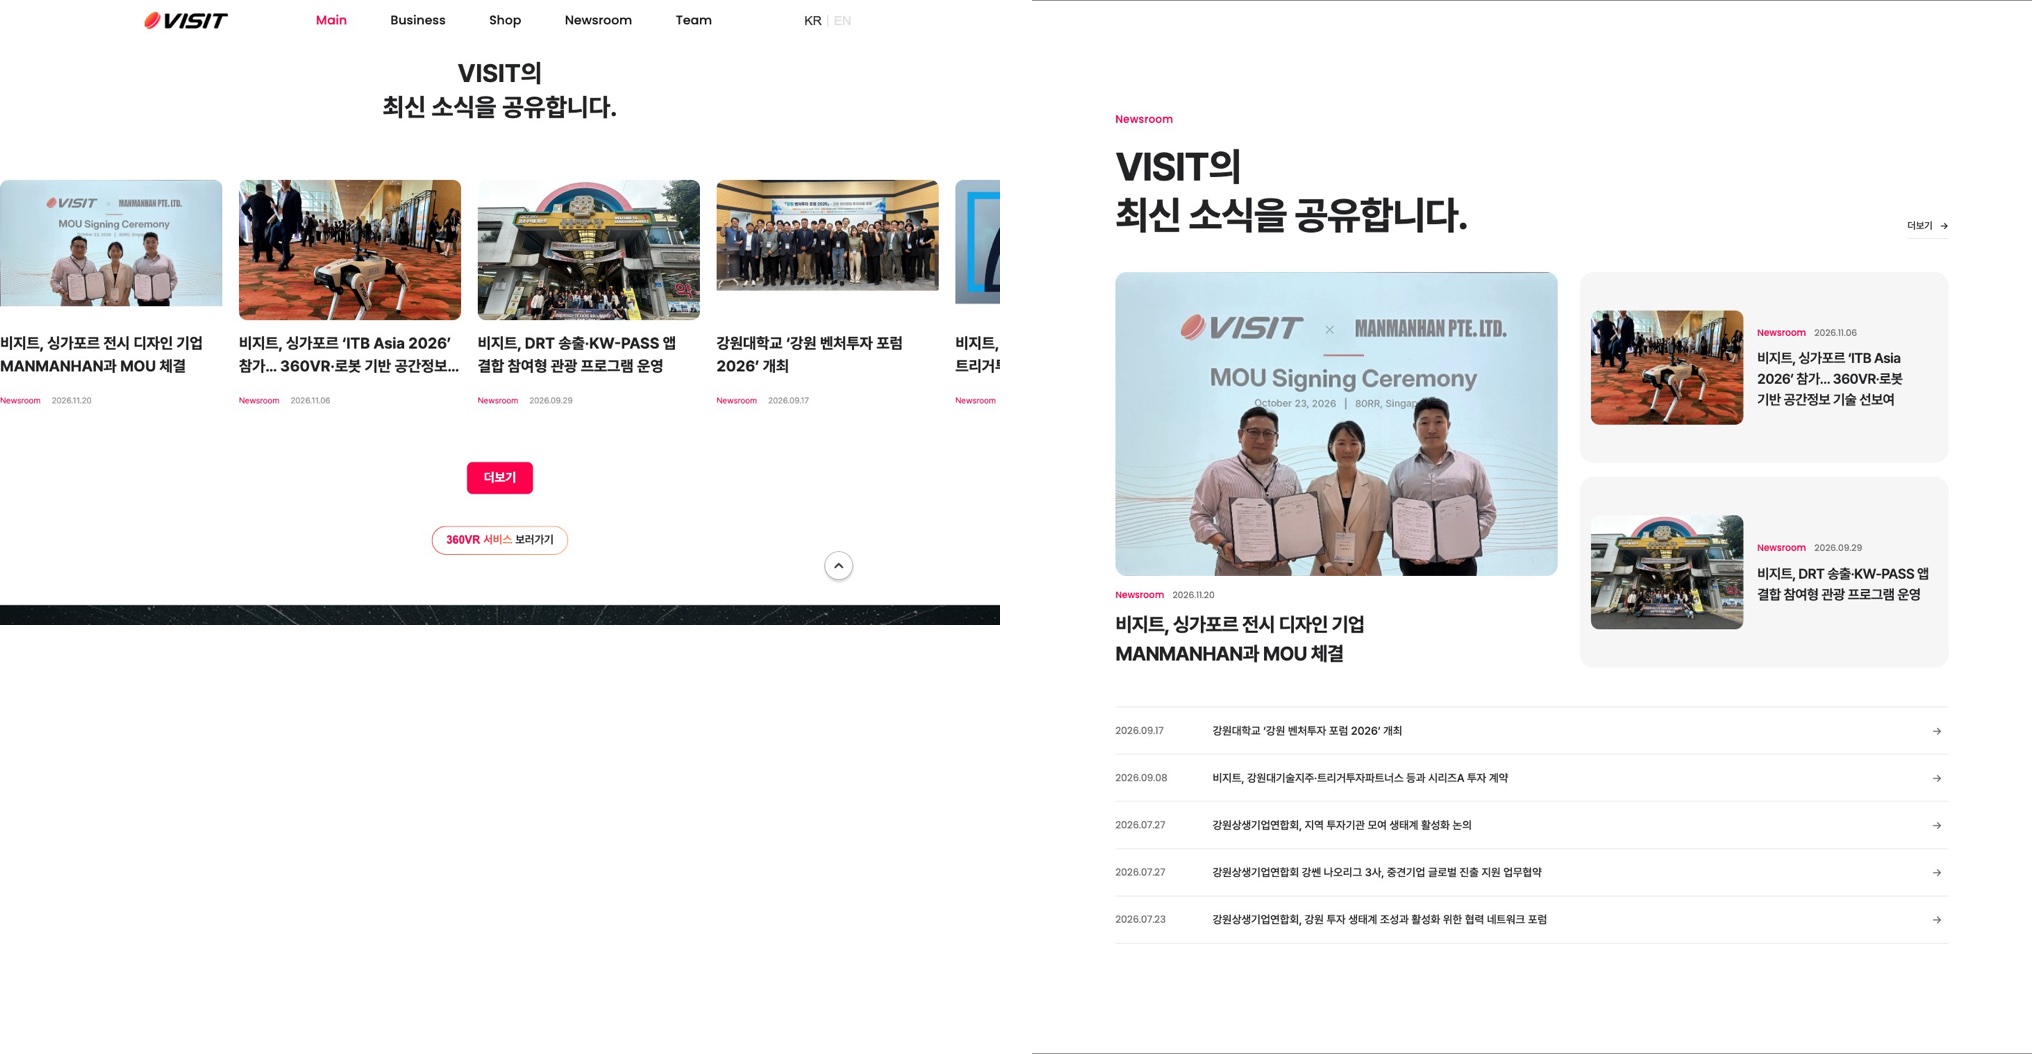 VISIT
Main
Business
Shop
Newsroom
Team
KR | EN
VISIT의
최신 소식을 공유합니다.
VISIT × MANMANHAN PTE. LTD.
MOU Signing Ceremony
October 23, 2026 | 80RR, Singap
비지트, 싱가포르 전시 디자인 기업
MANMANHAN과 MOU 체결
Newsroom 2026.11.20
비지트, 싱가포르 ‘ITB Asia 2026’
참가... 360VR·로봇 기반 공간정보...
Newsroom 2026.11.06
비지트, DRT 송출·KW-PASS 앱
결합 참여형 관광 프로그램 운영
Newsroom 2026.09.29
강원대학교 ‘강원 벤처투자 포럼
2026’ 개최
Newsroom 2026.09.17
비지트,
Newsroom
더보기
360VR 서비스 보러가기
Newsroom
VISIT의
최신 소식을 공유합니다.
더보기 →
VISIT × MANMANHAN PTE. LTD.
MOU Signing Ceremony
October 23, 2026 | 80RR, Singap
Newsroom 2026.11.20
비지트, 싱가포르 전시 디자인 기업
MANMANHAN과 MOU 체결
Newsroom 2026.11.06
비지트, 싱가포르 ‘ITB Asia
2026’ 참가... 360VR·로봇
기반 공간정보 기술 선보여
Newsroom 2026.09.29
비지트, DRT 송출·KW-PASS 앱
결합 참여형 관광 프로그램 운영
2026.09.17 강원대학교 ‘강원 벤처투자 포럼 2026’ 개최 →
2026.09.08 비지트, 강원대기술지주·트리거투자파트너스 등과 시리즈A 투자 계약 →
2026.07.27 강원상생기업연합회, 지역 투자기관 모여 생태계 활성화 논의 →
2026.07.27 강원상생기업연합회 강쎈 나오리그 3사, 중견기업 글로벌 진출 지원 업무협약 →
2026.07.23 강원상생기업연합회, 강원 투자 생태계 조성과 활성화 위한 협력 네트워크 포럼 →